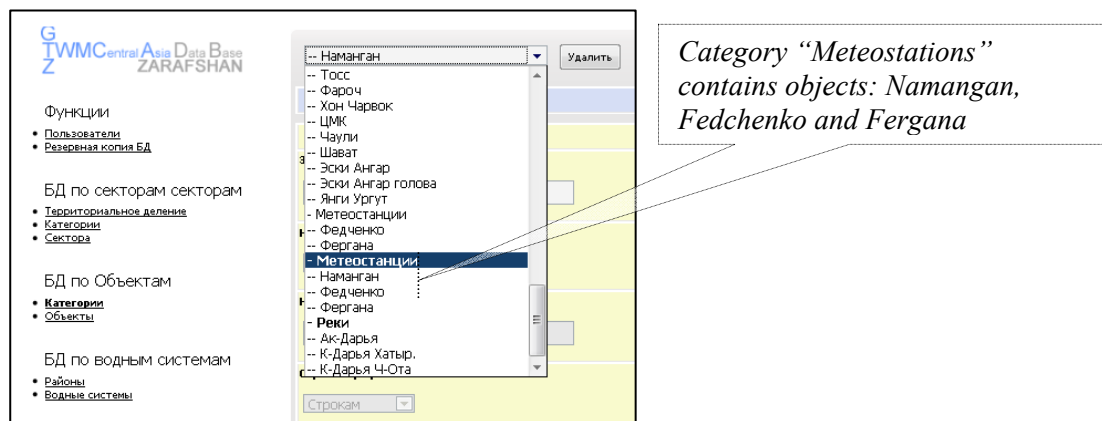 G
TWMCentral Asia Data Base
Z ZARAFSHAN
Функции
• Пользователи
• Резервная копия БД
БД по секторам секторам
• Территориальное деление
• Категории
• Сектора
БД по Объектам
• Категории
• Объекты
БД по водным системам
• Районы
• Водные системы
-- Наманган
Удалить
-- Тосс
-- Фароч
-- Хон Чарвок
-- ЦМК
-- Чаули
-- Шават
-- Эски Ангар
-- Эски Ангар голова
-- Янги Ургут
- Метеостанции
-- Федченко
-- Фергана
- Метеостанции
-- Наманган
-- Федченко
-- Фергана
- Реки
-- Ак-Дарья
-- К-Дарья Хатыр.
-- К-Дарья Ч-Ота
Строкам
Category “Meteostations”
contains objects: Namangan,
Fedchenko and Fergana